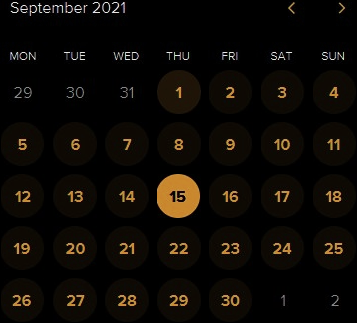 September 2021
MON TUE WED THU FRI SAT SUN
29 30 31 1 2 3 4
5 6 7 8 9 10 11
12 13 14 15 16 17 18
19 20 21 22 23 24 25
26 27 28 29 30 1 2